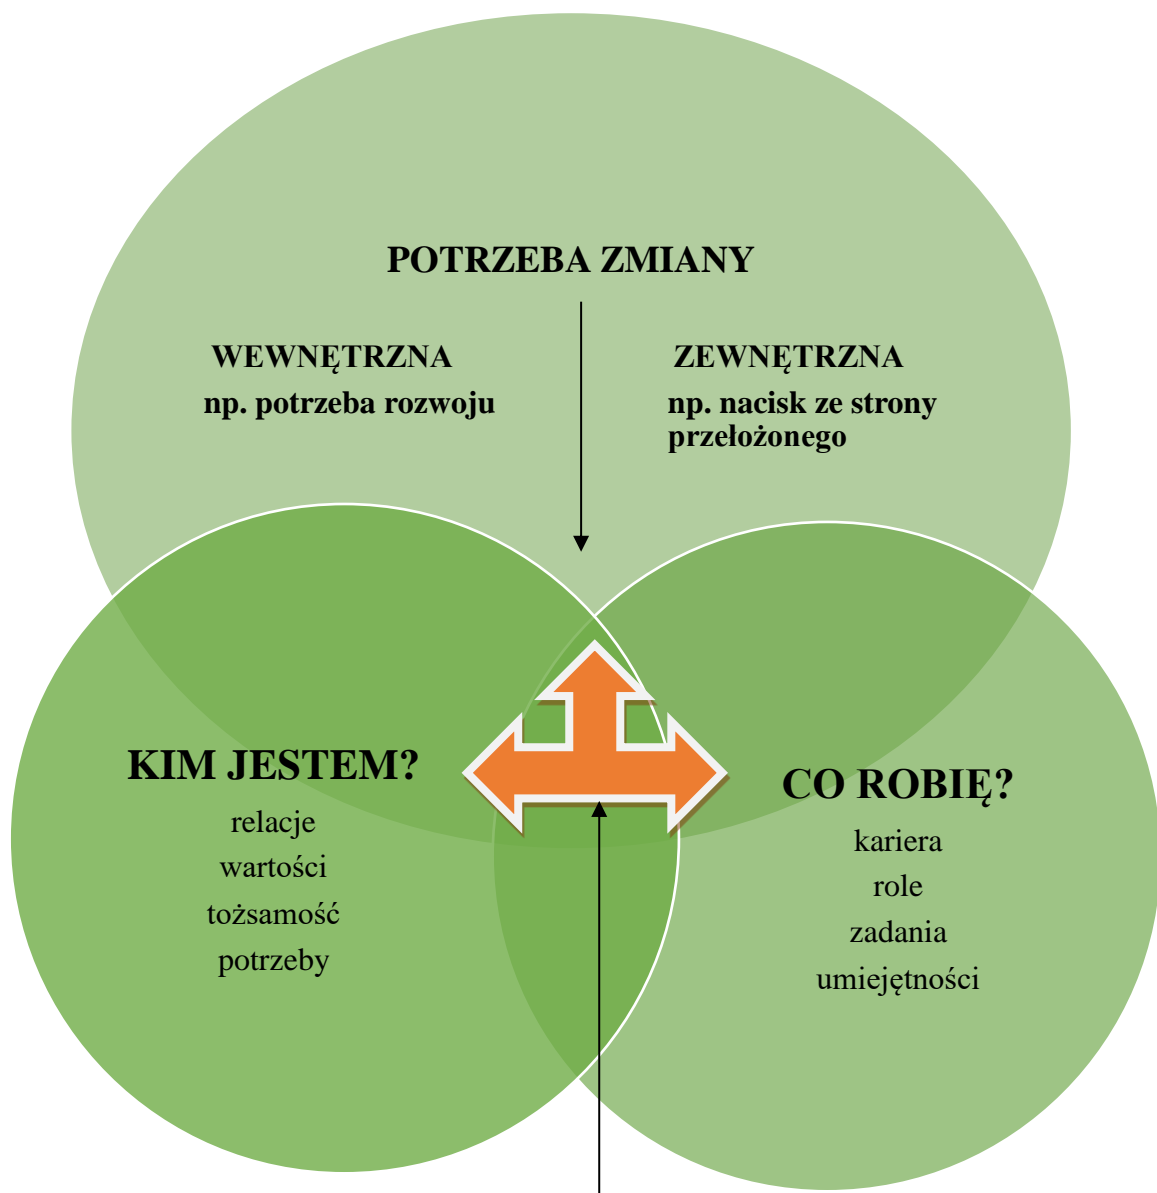 POTRZEBA ZMIANY
WEWNĘTRZNA
np. potrzeba rozwoju
ZEWNĘTRZNA
np. nacisk ze strony
przełożonego
KIM JESTEM?
relacje
wartości
tożsamość
potrzeby
CO ROBIĘ?
kariera
role
zadania
umiejętności